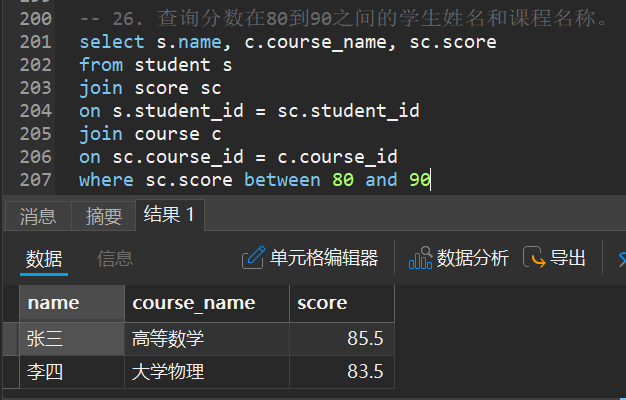 200 -- 26. 查询分数在80到90之间的学生姓名和课程名称。
201 select s.name, c.course_name, sc.score
202 from student s
203 join score sc
204 on s.student_id = sc.student_id
205 join course c
206 on sc.course_id = c.course_id
207 where sc.score between 80 and 90
消息 摘要 结果 1
数据 信息 单元格编辑器 数据分析 导出
name course_name score
张三 高等数学 85.5
李四 大学物理 83.5